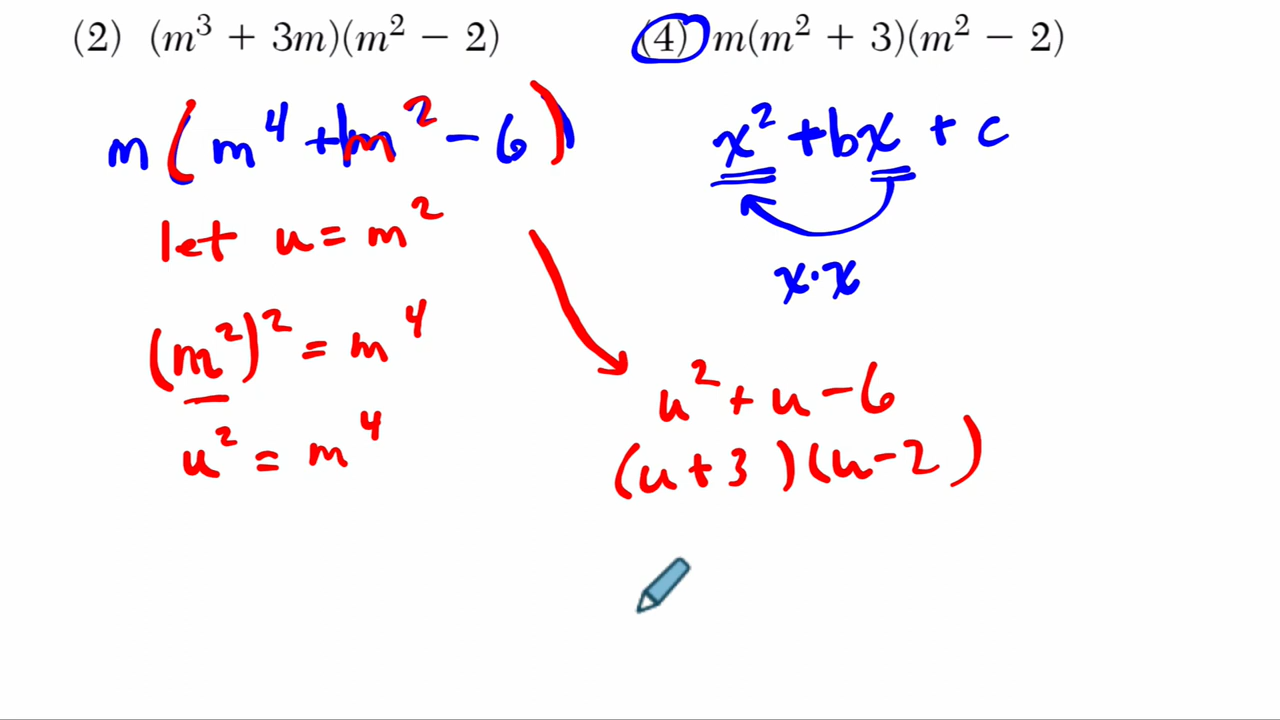 (2) (m³ + 3m)(m² − 2)
(4) m(m² + 3)(m² − 2)
m(m⁴ + 1m² − 6)
let u = m²
(m²)² = m⁴
u² = m⁴
x² + bx + c
x·x
u² + u − 6
(u + 3)(u − 2)